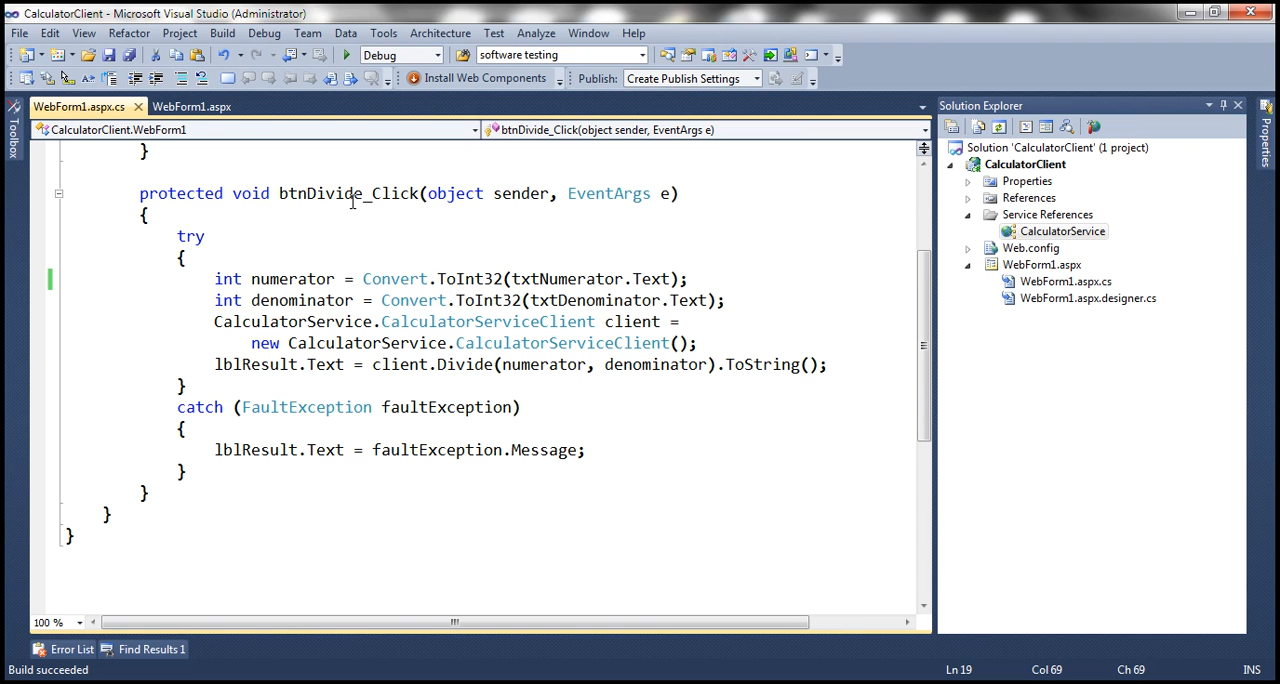 CalculatorClient - Microsoft Visual Studio (Administrator)
File Edit View Refactor Project Build Debug Team Data Tools Architecture Test Analyze Window Help
Debug software testing
Install Web Components Publish: Create Publish Settings
WebForm1.aspx.cs WebForm1.aspx
CalculatorClient.WebForm1 btnDivide_Click(object sender, EventArgs e)
}
protected void btnDivide_Click(object sender, EventArgs e)
{
try
{
int numerator = Convert.ToInt32(txtNumerator.Text);
int denominator = Convert.ToInt32(txtDenominator.Text);
CalculatorService.CalculatorServiceClient client =
new CalculatorService.CalculatorServiceClient();
lblResult.Text = client.Divide(numerator, denominator).ToString();
}
catch (FaultException faultException)
{
lblResult.Text = faultException.Message;
}
}
}
}
100 %
Toolbox
Solution Explorer
Solution 'CalculatorClient' (1 project)
CalculatorClient
Properties
References
Service References
CalculatorService
Web.config
WebForm1.aspx
WebForm1.aspx.cs
WebForm1.aspx.designer.cs
Properties
Error List Find Results 1
Build succeeded Ln 19 Col 69 Ch 69 INS